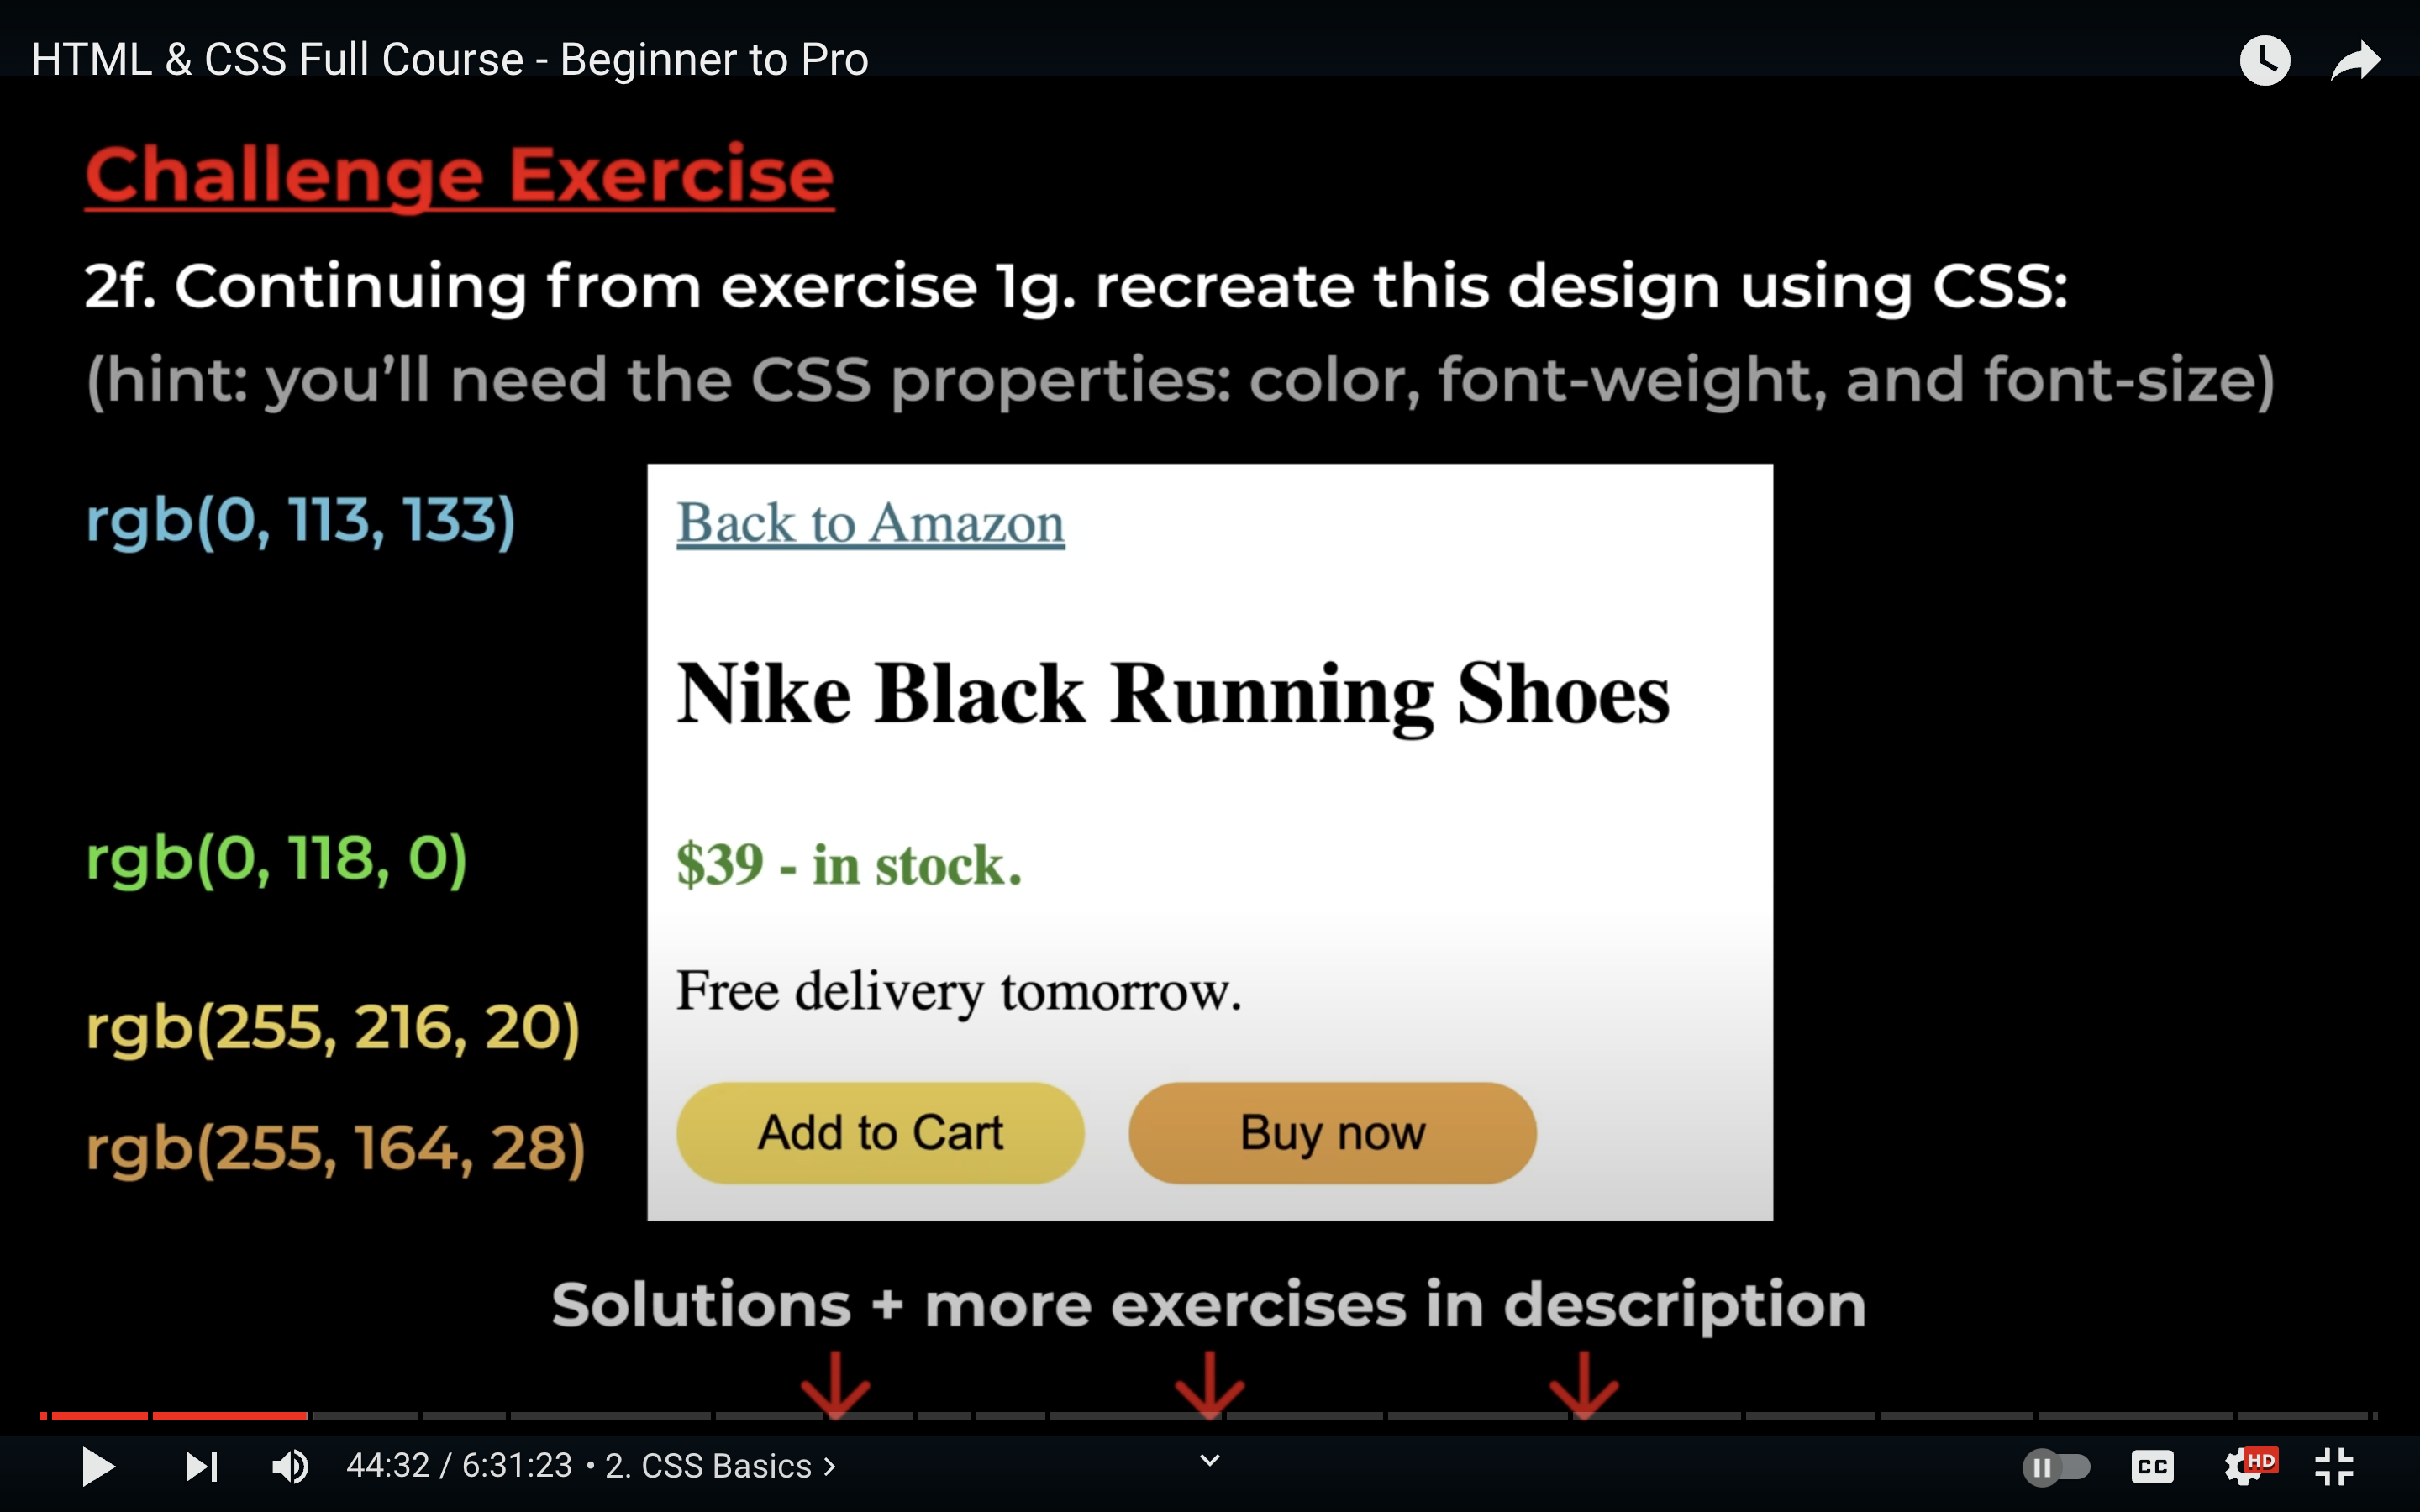 HTML & CSS Full Course - Beginner to Pro
Challenge Exercise
2f. Continuing from exercise 1g. recreate this design using CSS:
(hint: you’ll need the CSS properties: color, font-weight, and font-size)
rgb(0, 113, 133)
Back to Amazon
Nike Black Running Shoes
rgb(0, 118, 0)
$39 - in stock.
Free delivery tomorrow.
rgb(255, 216, 20)
Add to Cart
Buy now
rgb(255, 164, 28)
Solutions + more exercises in description
44:32 / 6:31:23 • 2. CSS Basics >
CC
HD